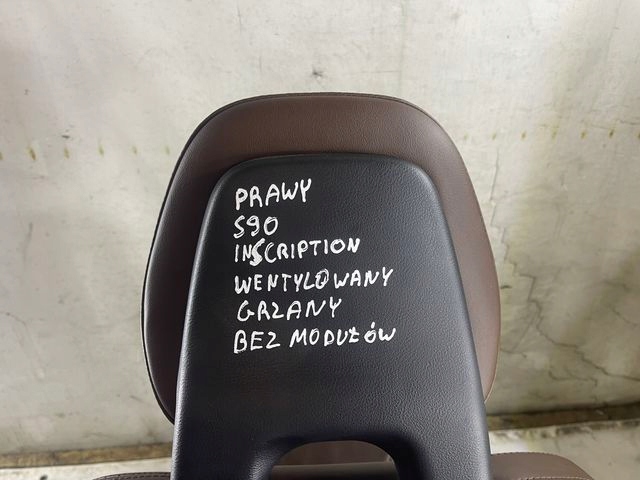 PRAWY
S90
INSCRIPTION
WENTYLOWANY
GRZANY
BEZ MODUŁÓW